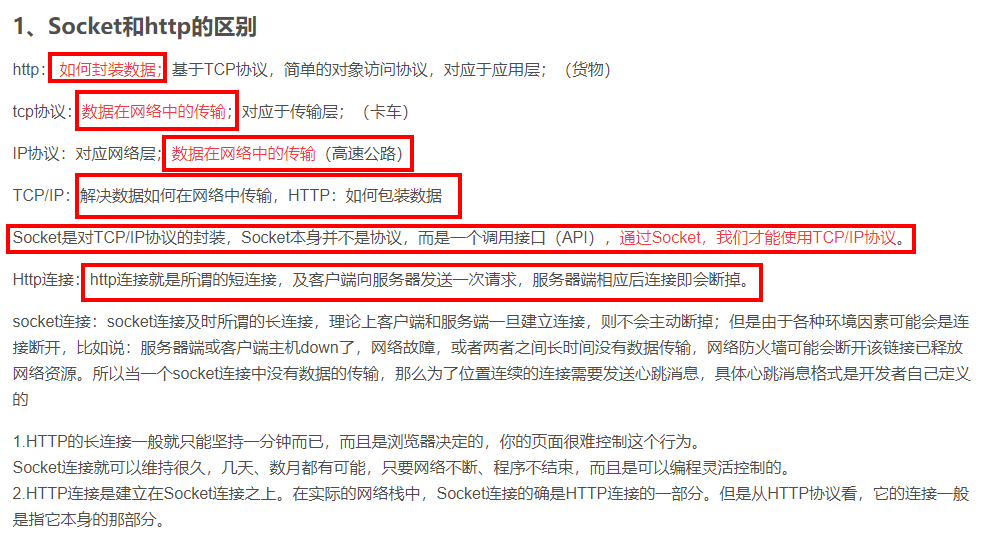 1、Socket和http的区别
http：如何封装数据；基于TCP协议，简单的对象访问协议，对应于应用层；（货物）
tcp协议：数据在网络中的传输；对应于传输层；（卡车）
IP协议：对应网络层；数据在网络中的传输（高速公路）
TCP/IP：解决数据如何在网络中传输，HTTP：如何包装数据
Socket是对TCP/IP协议的封装，Socket本身并不是协议，而是一个调用接口（API），通过Socket，我们才能使用TCP/IP协议。
Http连接：http连接就是所谓的短连接，及客户端向服务器发送一次请求，服务器端相应后连接即会断掉。
socket连接：socket连接及时所谓的长连接，理论上客户端和服务端一旦建立连接，则不会主动断掉；但是由于各种环境因素可能会是连
接断开，比如说：服务器端或客户端主机down了，网络故障，或者两者之间长时间没有数据传输，网络防火墙可能会断开该链接已释放
网络资源。所以当一个socket连接中没有数据的传输，那么为了位置连续的连接需要发送心跳消息，具体心跳消息格式是开发者自己定义
的
1.HTTP的长连接一般就只能坚持一分钟而已，而且是浏览器决定的，你的页面很难控制这个行为。
Socket连接就可以维持很久，几天、数月都有可能，只要网络不断、程序不结束，而且是可以编程灵活控制的。
2.HTTP连接是建立在Socket连接之上。在实际的网络栈中，Socket连接的确是HTTP连接的一部分。但是从HTTP协议看，它的连接一般
是指它本身的那部分。